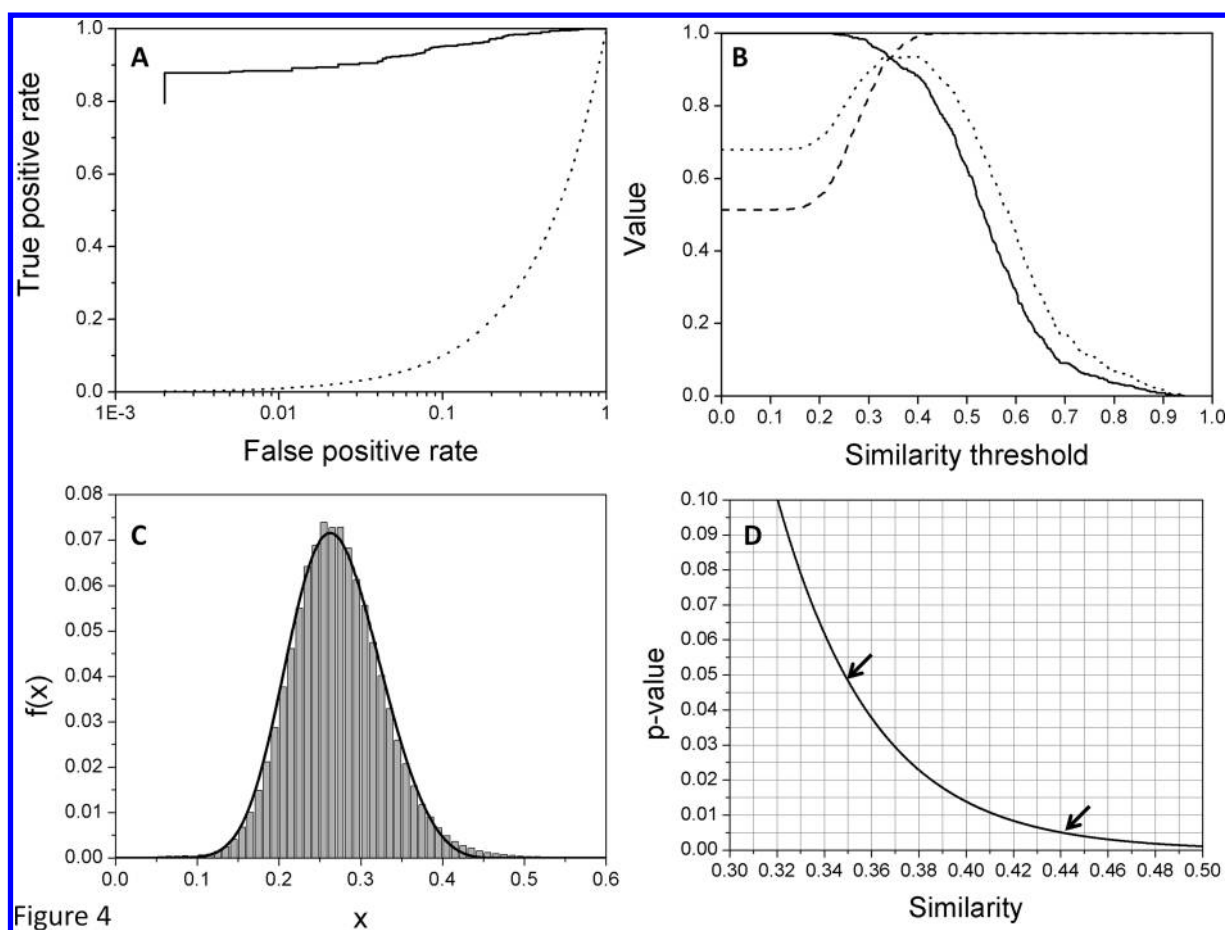 A
True positive rate
1.0
0.8
0.6
0.4
0.2
0.0
1E-3 0.01 0.1 1
False positive rate
B
Value
1.0
0.8
0.6
0.4
0.2
0.0
0.0 0.1 0.2 0.3 0.4 0.5 0.6 0.7 0.8 0.9 1.0
Similarity threshold
C
f(x)
0.08
0.07
0.06
0.05
0.04
0.03
0.02
0.01
0.00
0.0 0.1 0.2 0.3 0.4 0.5 0.6
x
D
p-value
0.10
0.09
0.08
0.07
0.06
0.05
0.04
0.03
0.02
0.01
0.00
0.30 0.32 0.34 0.36 0.38 0.40 0.42 0.44 0.46 0.48 0.50
Similarity
Figure 4